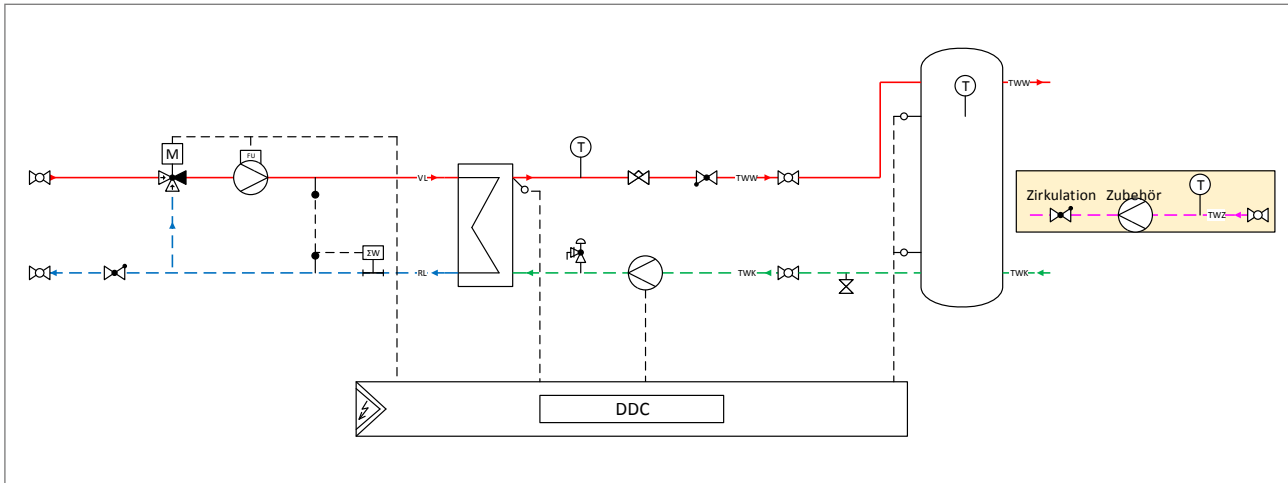 TWW
T
M
FU
T
VL
TWW
T
Zirkulation Zubehör
TWZ
ΣW
RL
TWK
TWK
DDC